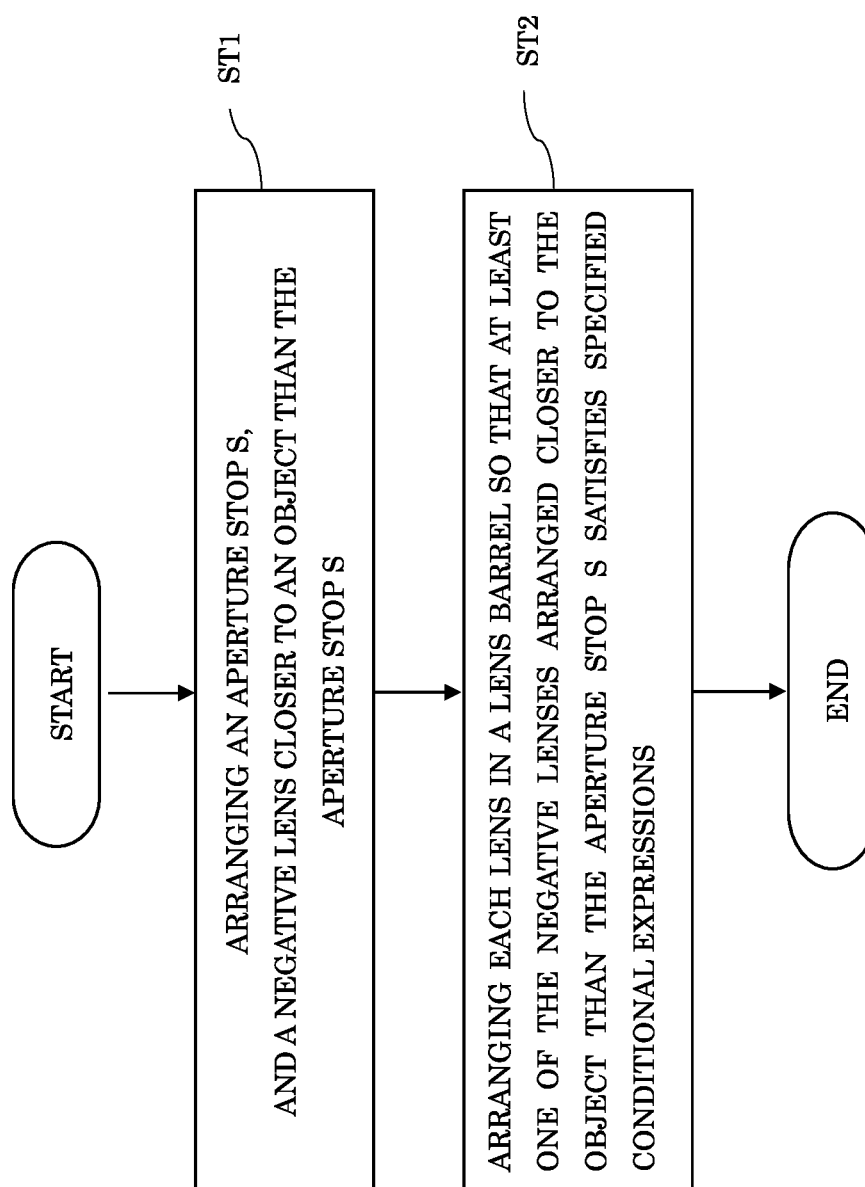 START
ST1
ARRANGING AN APERTURE STOP S,
AND A NEGATIVE LENS CLOSER TO AN OBJECT THAN THE
APERTURE STOP S
ST2
ARRANGING EACH LENS IN A LENS BARREL SO THAT AT LEAST
ONE OF THE NEGATIVE LENSES ARRANGED CLOSER TO THE
OBJECT THAN THE APERTURE STOP S SATISFIES SPECIFIED
CONDITIONAL EXPRESSIONS
END